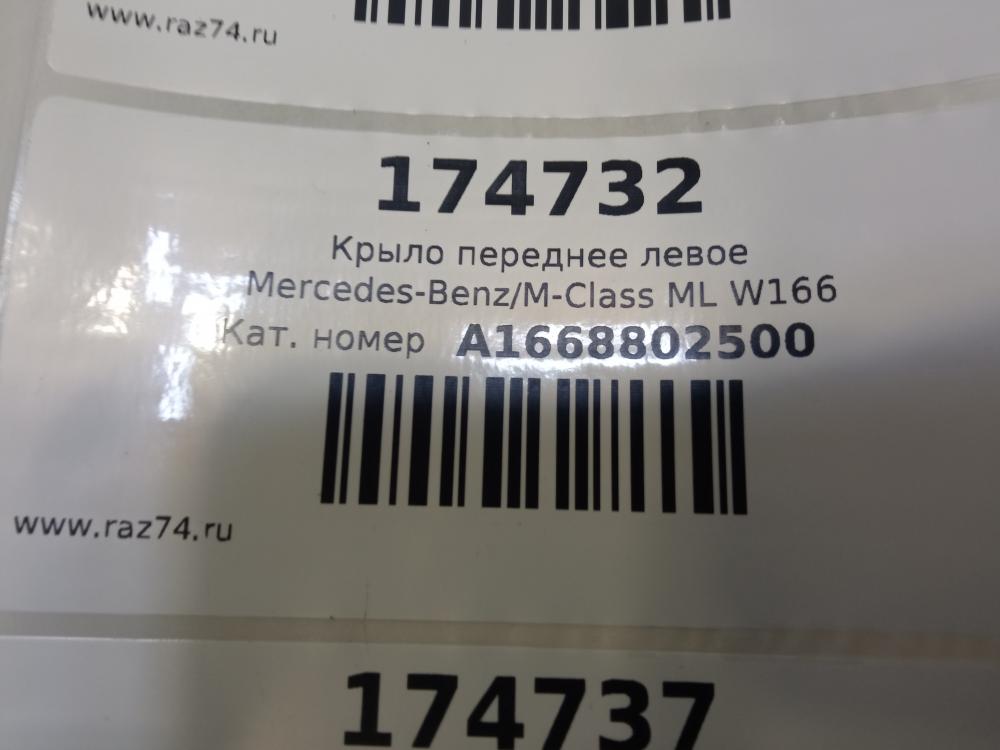 www.raz74.ru
174732
Крыло переднее левое
Mercedes-Benz/M-Class ML W166
Кат. номер A1668802500
www.raz74.ru
174737